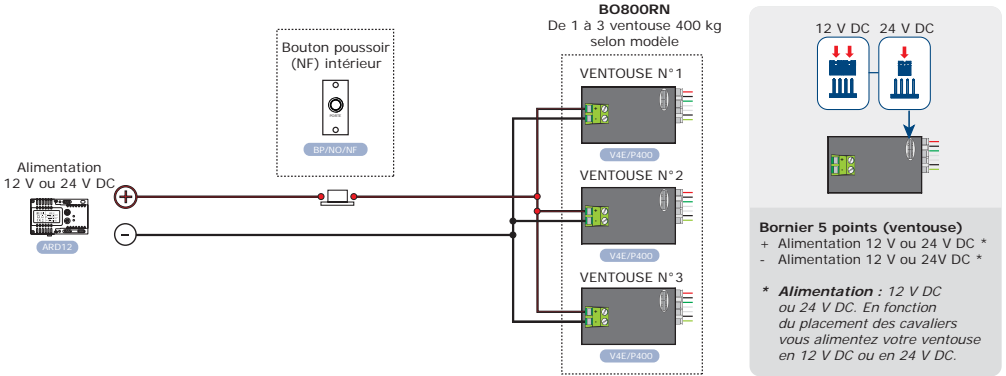 BO800RN
De 1 à 3 ventouse 400 kg
selon modèle
Bouton poussoir
(NF) intérieur
PORTE
BP/NO/NF
VENTOUSE N°1
V4E/P400
VENTOUSE N°2
V4E/P400
VENTOUSE N°3
V4E/P400
Alimentation
12 V ou 24 V DC
+
-
ARD12
12 V DC
24 V DC
Bornier 5 points (ventouse)
+ Alimentation 12 V ou 24 V DC *
- Alimentation 12 V ou 24V DC *
* Alimentation : 12 V DC
ou 24 V DC. En fonction
du placement des cavaliers
vous alimentez votre ventouse
en 12 V DC ou en 24 V DC.